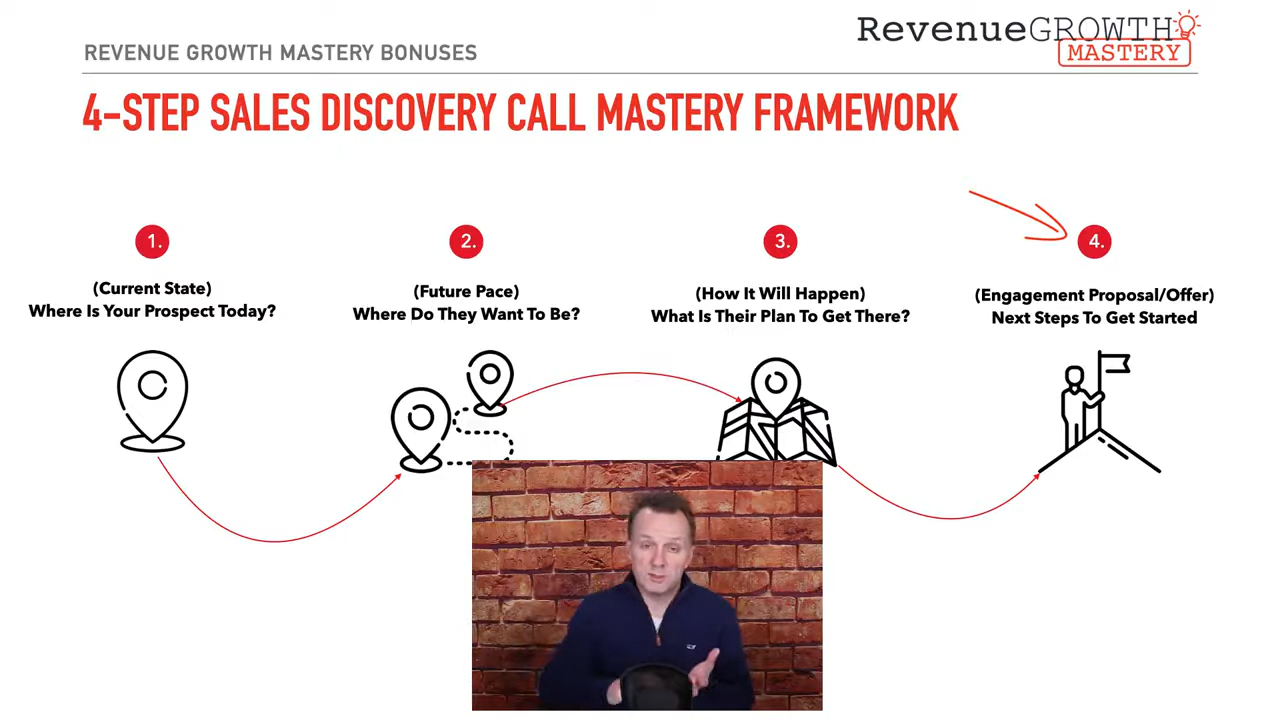 RevenueGROWTH
MASTERY
REVENUE GROWTH MASTERY BONUSES
4-STEP SALES DISCOVERY CALL MASTERY FRAMEWORK
1.
(Current State)
Where Is Your Prospect Today?
2.
(Future Pace)
Where Do They Want To Be?
3.
(How It Will Happen)
What Is Their Plan To Get There?
4.
(Engagement Proposal/Offer)
Next Steps To Get Started